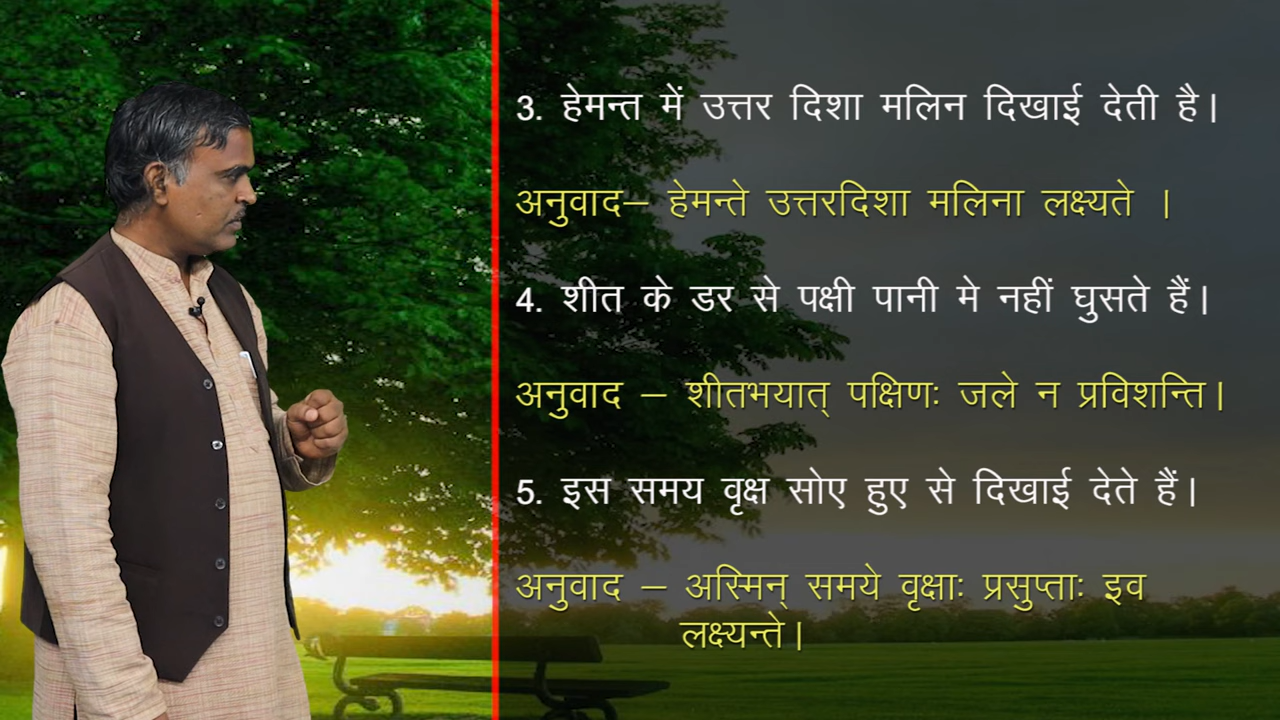 3. हेमन्त में उत्तर दिशा मलिन दिखाई देती है।
अनुवाद– हेमन्ते उत्तरदिशा मलिना लक्ष्यते ।
4. शीत के डर से पक्षी पानी मे नहीं घुसते हैं।
अनुवाद – शीतभयात् पक्षिणः जले न प्रविशन्ति।
5. इस समय वृक्ष सोए हुए से दिखाई देते हैं।
अनुवाद – अस्मिन् समये वृक्षाः प्रसुप्ताः इव
लक्ष्यन्ते।